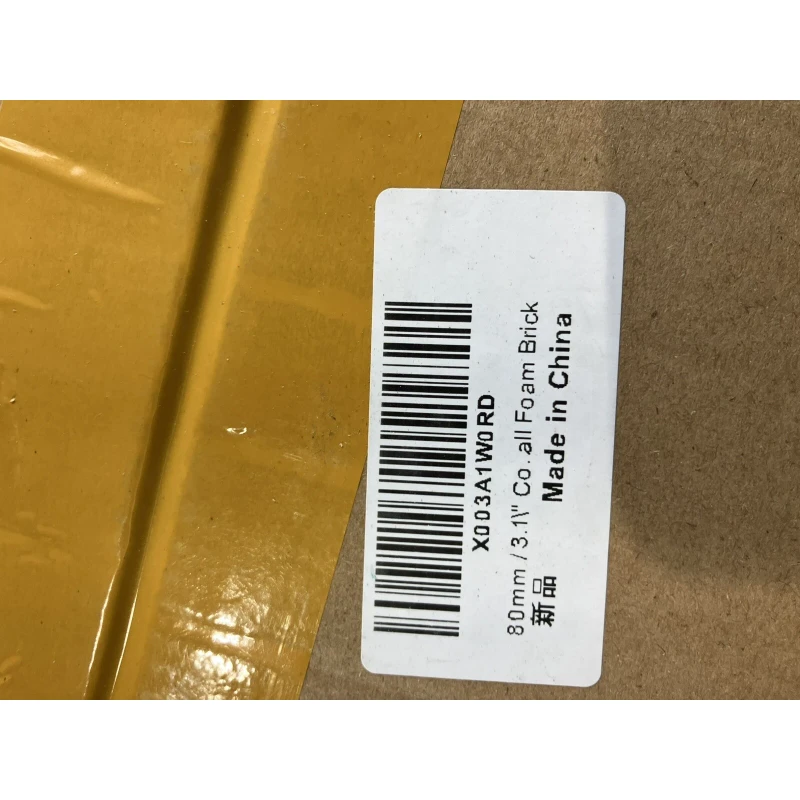 X003A1W0RD
80mm / 3.1\" Co...all Foam Brick
新品
Made in China